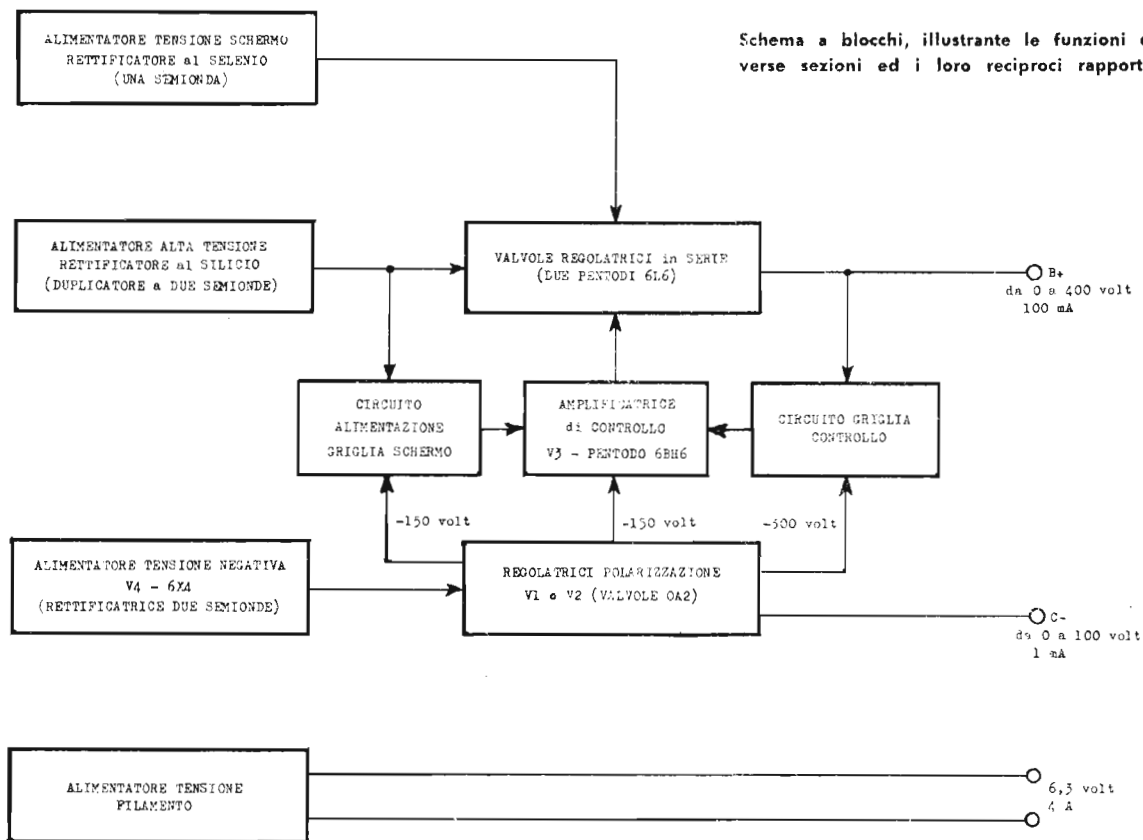 ALIMENTATORE TENSIONE SCHERMO
RETTIFICATORE al SELENIO
(UNA SEMIONDA)
Schema a blocchi, illustrante le funzioni
verse sezioni ed i loro reciproci rapport
ALIMENTATORE ALTA TENSIONE
RETTIFICATORE al SILICIO
(DUPLICATORE a DUE SEMIONDE)
VALVOLE REGOLATRICI in SERIE
(DUE PENTODI 6L6)
B+
da 0 a 400 volt
100 mA
CIRCUITO
ALIMENTAZIONE
GRIGLIA SCHERMO
AMPLIFICATRICE
di CONTROLLO
V3 - PENTODO 6BH6
CIRCUITO GRIGLIA
CONTROLLO
-150 volt
-150 volt
-300 volt
ALIMENTATORE TENSIONE NEGATIVA
V4 - 6X4
(RETTIFICATRICE DUE SEMIONDE)
REGOLATRICI POLARIZZAZIONE
V1 e V2 (VALVOLE OA2)
C-
da 0 a 100 volt
1 mA
ALIMENTATORE TENSIONE
FILAMENTO
6,3 volt
4 A